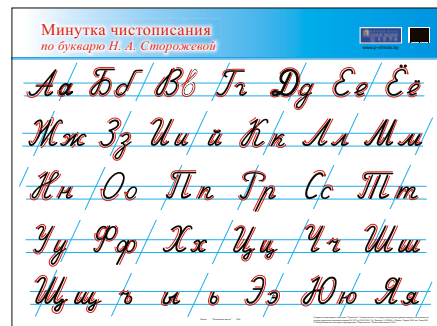 Минутка чистописания
по букварю Н. А. Сторожевой
Аа Бб Вв Гг Дд Ее Ёё
Жж Зз Ии й Кк Лл Мм
Нн Оо Пп Рр Сс Тт
Уу Фф Хх Цц Чч Шш
Щщ ъ ы ь Ээ Юю Яя